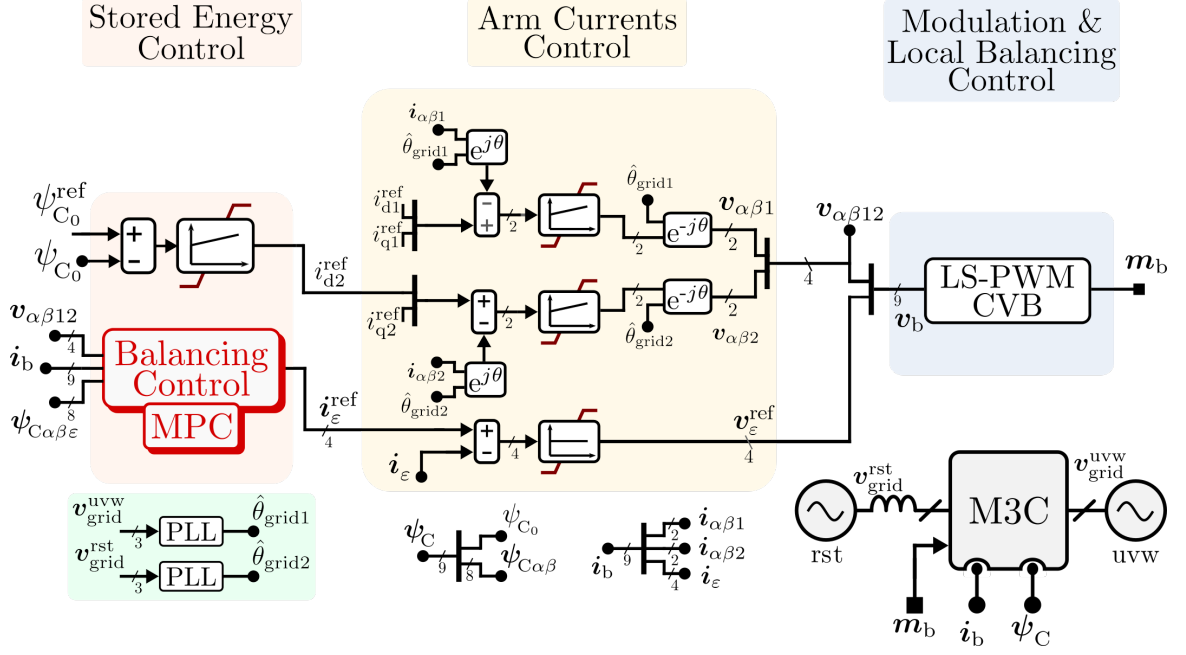 Stored Energy
Control
Arm Currents
Control
Modulation &
Local Balancing
Control
ψ_C₀^ref
ψ_C₀
+
−
i_d2^ref
v_αβ12
4
i_b
9
ψ_Cαβε
8
Balancing
Control
MPC
i_ε^ref
4
i_αβ1
θ̂_grid1
e^jθ
i_d1^ref
i_q1^ref
−
+
2
2
θ̂_grid1
e^-jθ
v_αβ1
2
i_q2^ref
+
−
2
2
e^-jθ
2
θ̂_grid2
v_αβ2
i_αβ2
θ̂_grid2
e^jθ
i_ε
+
−
4
v_ε^ref
4
4
v_αβ12
9
v_b
LS-PWM
CVB
m_b
v_grid^uvw
3
PLL
θ̂_grid1
v_grid^rst
3
PLL
θ̂_grid2
ψ_C
9
8
ψ_C₀
ψ_Cαβ
i_b
9
2
i_αβ1
2
i_αβ2
4
i_ε
rst
v_grid^rst
M3C
v_grid^uvw
uvw
m_b
i_b
ψ_C